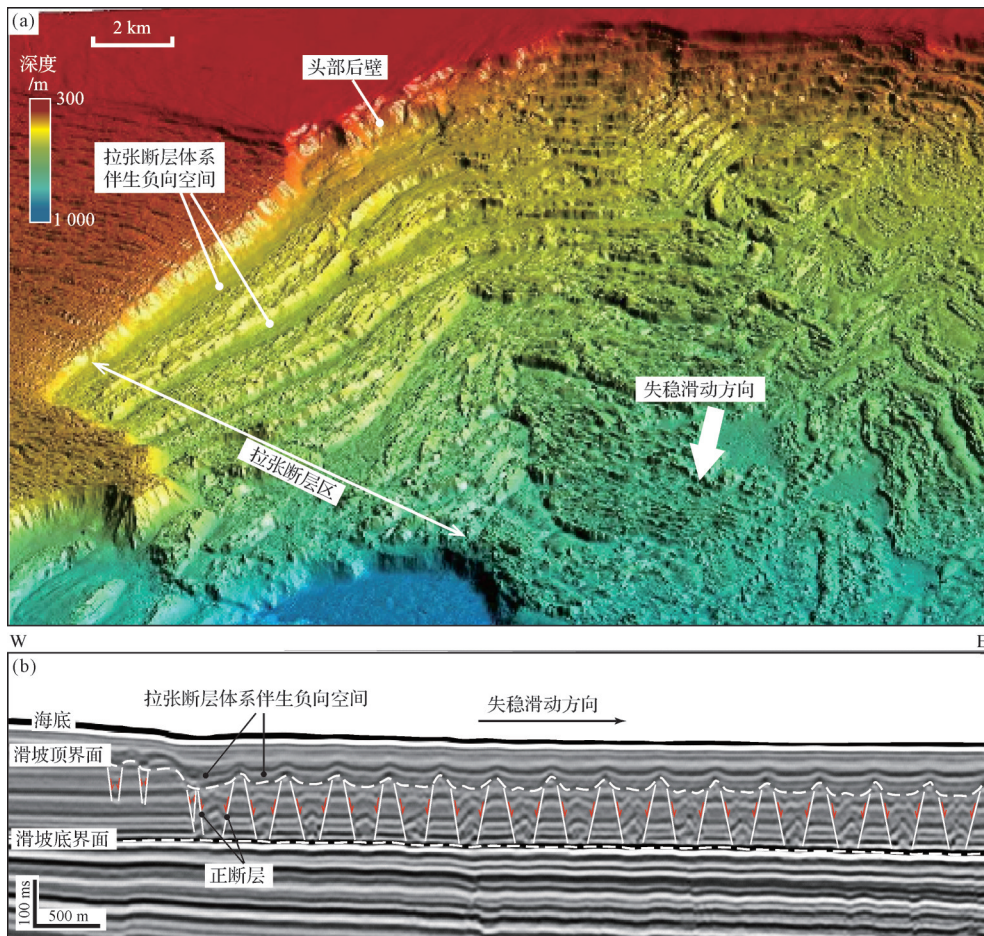 (a)
2 km
深度
/m
300
1 000
头部后壁
拉张断层体系
伴生负向空间
失稳滑动方向
拉张断层区
W
E
(b)
拉张断层体系伴生负向空间
失稳滑动方向
海底
滑坡顶界面
滑坡底界面
正断层
100 ms
500 m